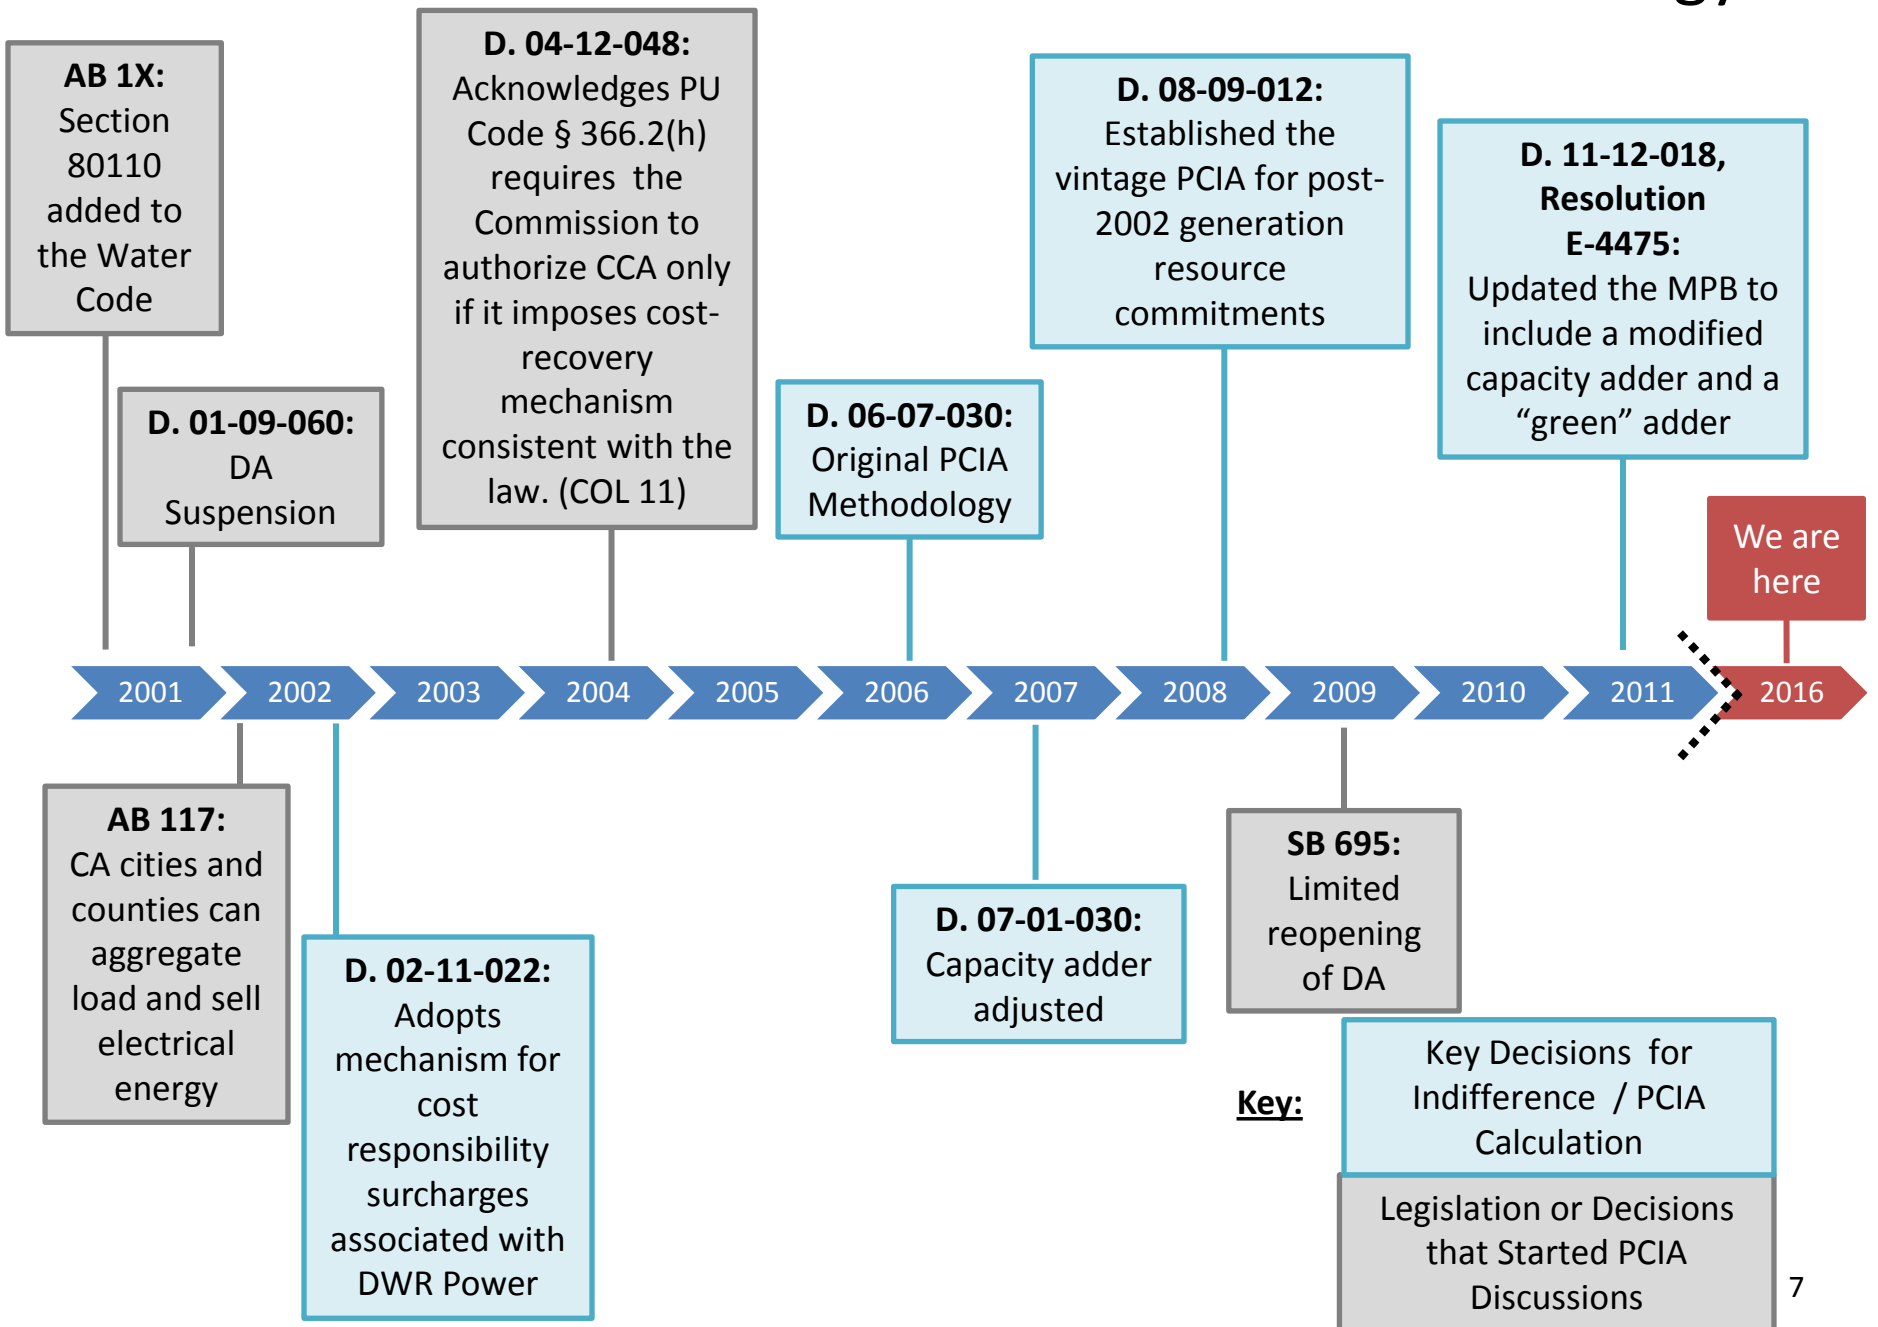 AB 1X:
Section
80110
added to
the Water
Code
D. 01-09-060:
DA
Suspension
D. 04-12-048:
Acknowledges PU
Code § 366.2(h)
requires the
Commission to
authorize CCA only
if it imposes cost-
recovery
mechanism
consistent with the
law. (COL 11)
D. 06-07-030:
Original PCIA
Methodology
D. 08-09-012:
Established the
vintage PCIA for post-
2002 generation
resource
commitments
D. 11-12-018,
Resolution
E-4475:
Updated the MPB to
include a modified
capacity adder and a
“green” adder
We are
here
2001
2002
2003
2004
2005
2006
2007
2008
2009
2010
2011
2016
AB 117:
CA cities and
counties can
aggregate
load and sell
electrical
energy
D. 02-11-022:
Adopts
mechanism for
cost
responsibility
surcharges
associated with
DWR Power
D. 07-01-030:
Capacity adder
adjusted
SB 695:
Limited
reopening
of DA
Key:
Key Decisions for
Indifference / PCIA
Calculation
Legislation or Decisions
that Started PCIA
Discussions
7